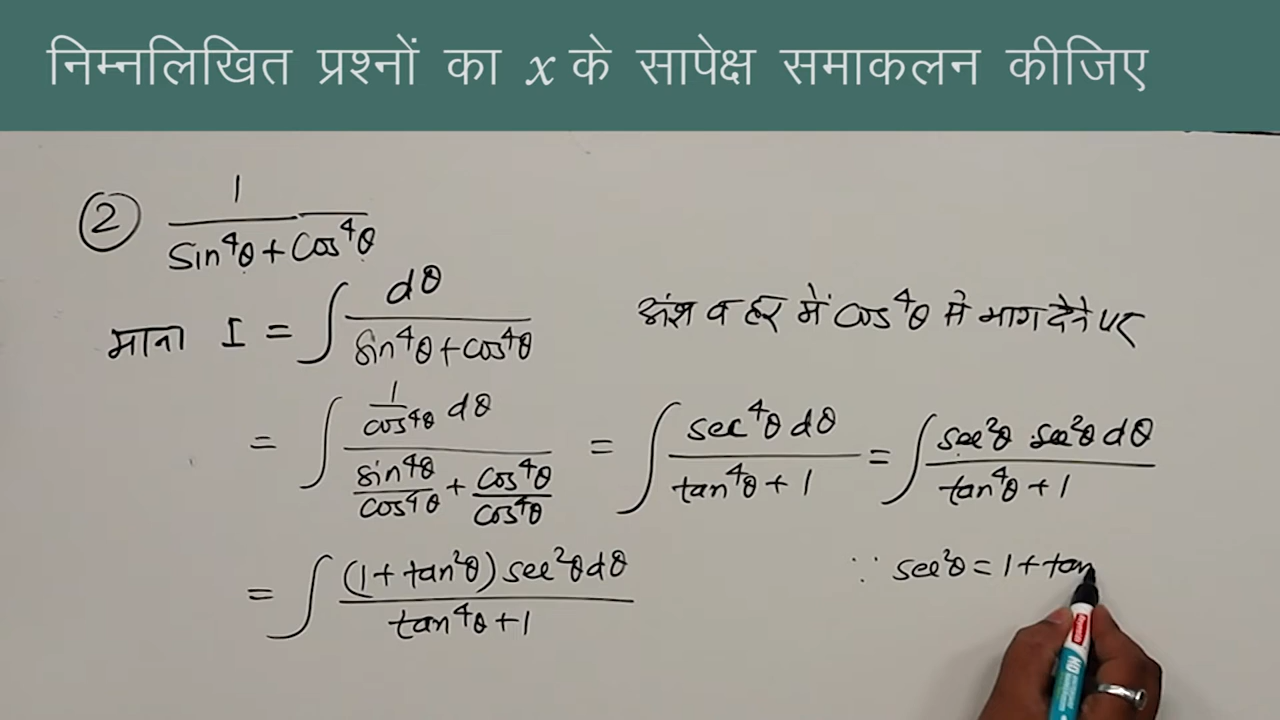 निम्नलिखित प्रश्नों का x के सापेक्ष समाकलन कीजिए
② 1/(Sin⁴θ + Cos⁴θ)
माना I = ∫ dθ/(Sin⁴θ + cos⁴θ) अंश व हर में cos⁴θ से भाग देने पर
= ∫ (1/cos⁴θ dθ)/(sin⁴θ/cos⁴θ + cos⁴θ/cos⁴θ) = ∫ sec⁴θ dθ/(tan⁴θ + 1) = ∫ sec²θ sec²θ dθ/(tan⁴θ + 1)
= ∫ (1 + tan²θ) sec²θ dθ/(tan⁴θ + 1) ∵ sec²θ = 1 + tan